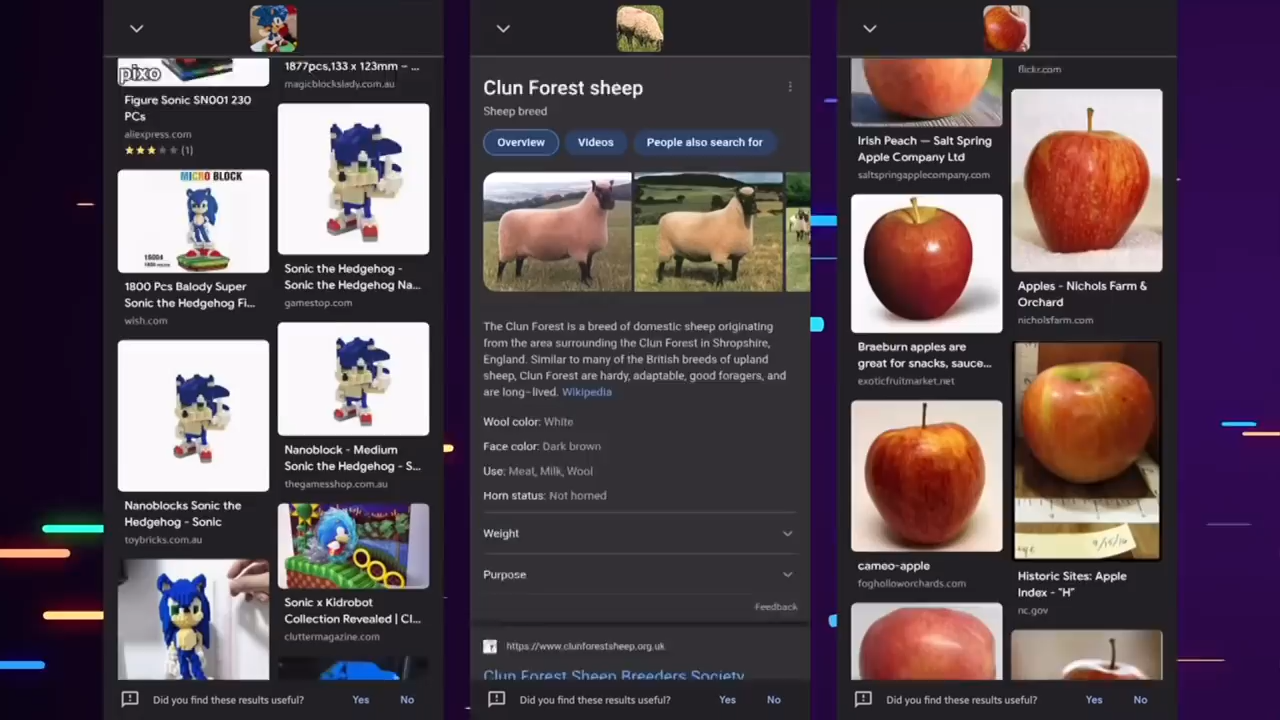 pixo
Figure Sonic SN001 230
PCs
aliexpress.com
(1)
MICRO BLOCK
1800 Pcs Balody Super
Sonic the Hedgehog Fi...
wish.com
Nanoblocks Sonic the
Hedgehog - Sonic
toybricks.com.au
1877pcs,133 x 123mm – ...
magicblockslady.com.au
Sonic the Hedgehog -
Sonic the Hedgehog Na...
gamestop.com
Nanoblock - Medium
Sonic the Hedgehog - S...
thegamesshop.com.au
Sonic x Kidrobot
Collection Revealed | Cl...
cluttermagazine.com
Did you find these results useful?
Yes
No
Clun Forest sheep
Sheep breed
Overview
Videos
People also search for
The Clun Forest is a breed of domestic sheep originating
from the area surrounding the Clun Forest in Shropshire,
England. Similar to many of the British breeds of upland
sheep, Clun Forest are hardy, adaptable, good foragers, and
are long-lived. Wikipedia
Wool color: White
Face color: Dark brown
Use: Meat, Milk, Wool
Horn status: Not horned
Weight
Purpose
Feedback
https://www.clunforestsheep.org.uk
Clun Forest Sheep Breeders Society
Did you find these results useful?
Yes
No
Irish Peach — Salt Spring
Apple Company Ltd
saltspringapplecompany.com
Braeburn apples are
great for snacks, sauce...
exoticfruitmarket.net
cameo-apple
fogholloworchards.com
flickr.com
Apples - Nichols Farm &
Orchard
nicholsfarm.com
Historic Sites: Apple
Index - "H"
nc.gov
Did you find these results useful?
Yes
No